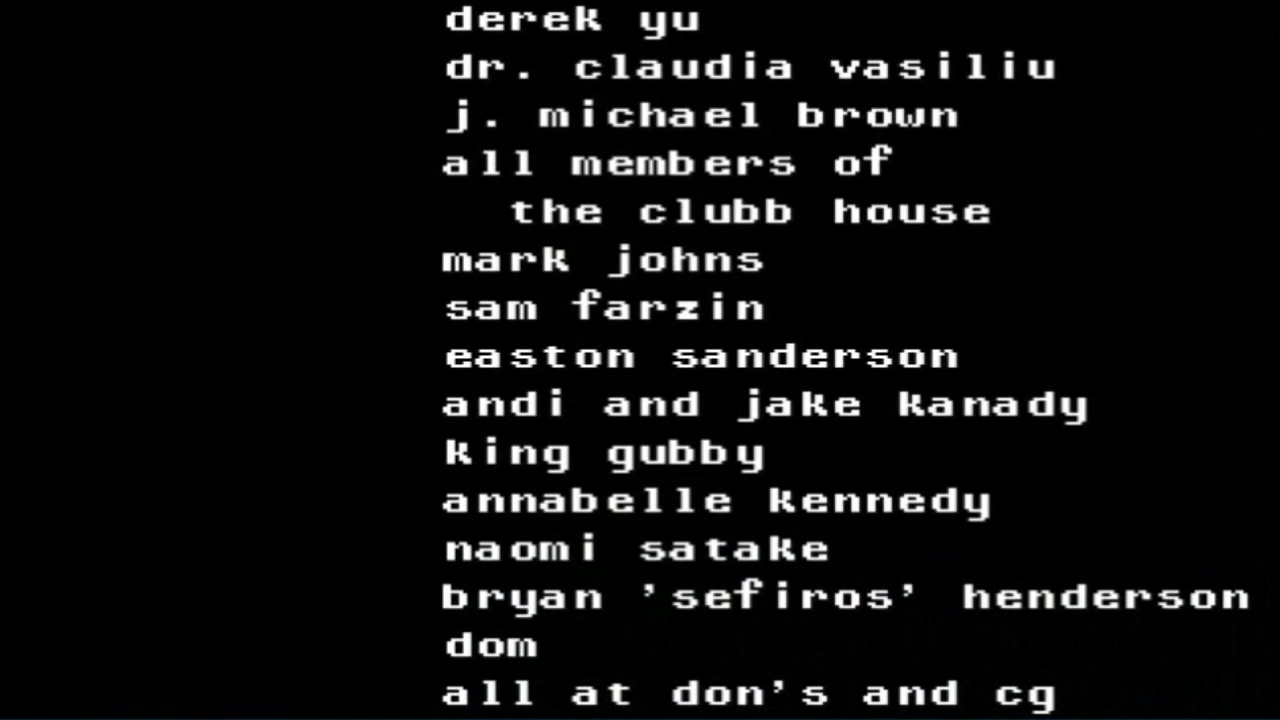 derek yu
dr. claudia vasiliu
j. michael brown
all members of
the clubb house
mark johns
sam farzin
easton sanderson
andi and jake kanady
king gubby
annabelle kennedy
naomi satake
bryan 'sefiros' henderson
dom
all at don's and cg